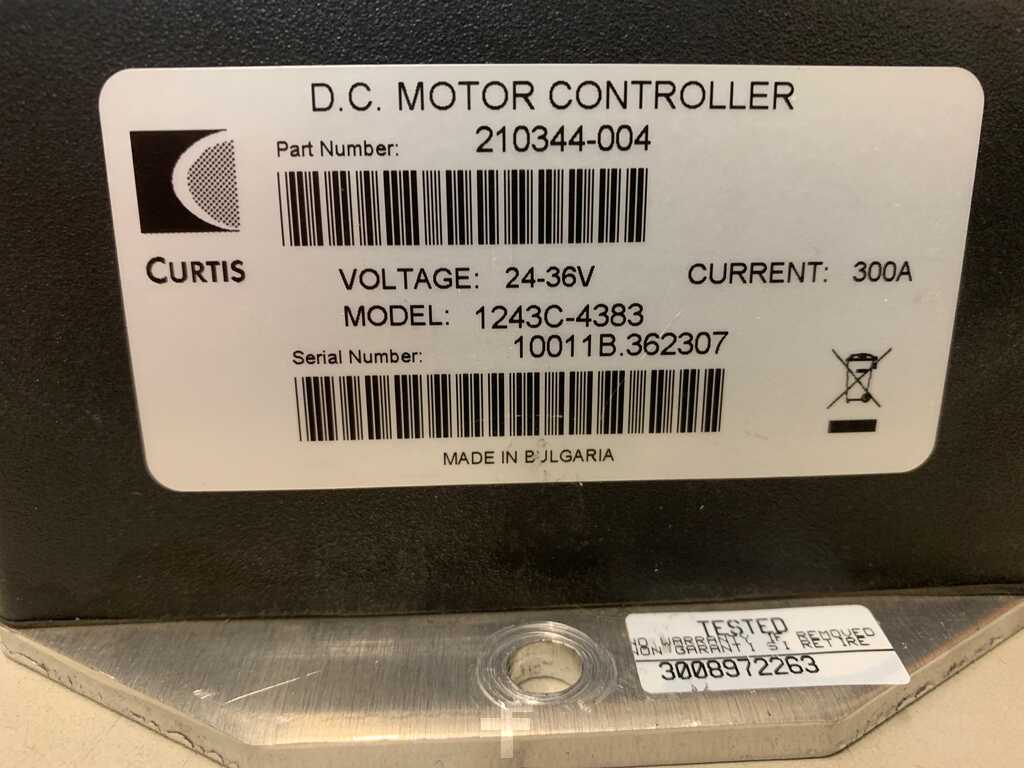 D.C. MOTOR CONTROLLER
Part Number: 210344-004
CURTIS
VOLTAGE: 24-36V CURRENT: 300A
MODEL: 1243C-4383
Serial Number: 10011B.362307
MADE IN BULGARIA
TESTED
NO WARRANTY IF REMOVED
NON GARANTI SI RETIRE
3008972263